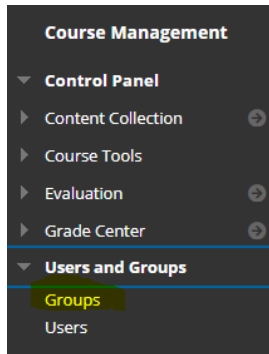 Course Management
Control Panel
Content Collection
Course Tools
Evaluation
Grade Center
Users and Groups
Groups
Users